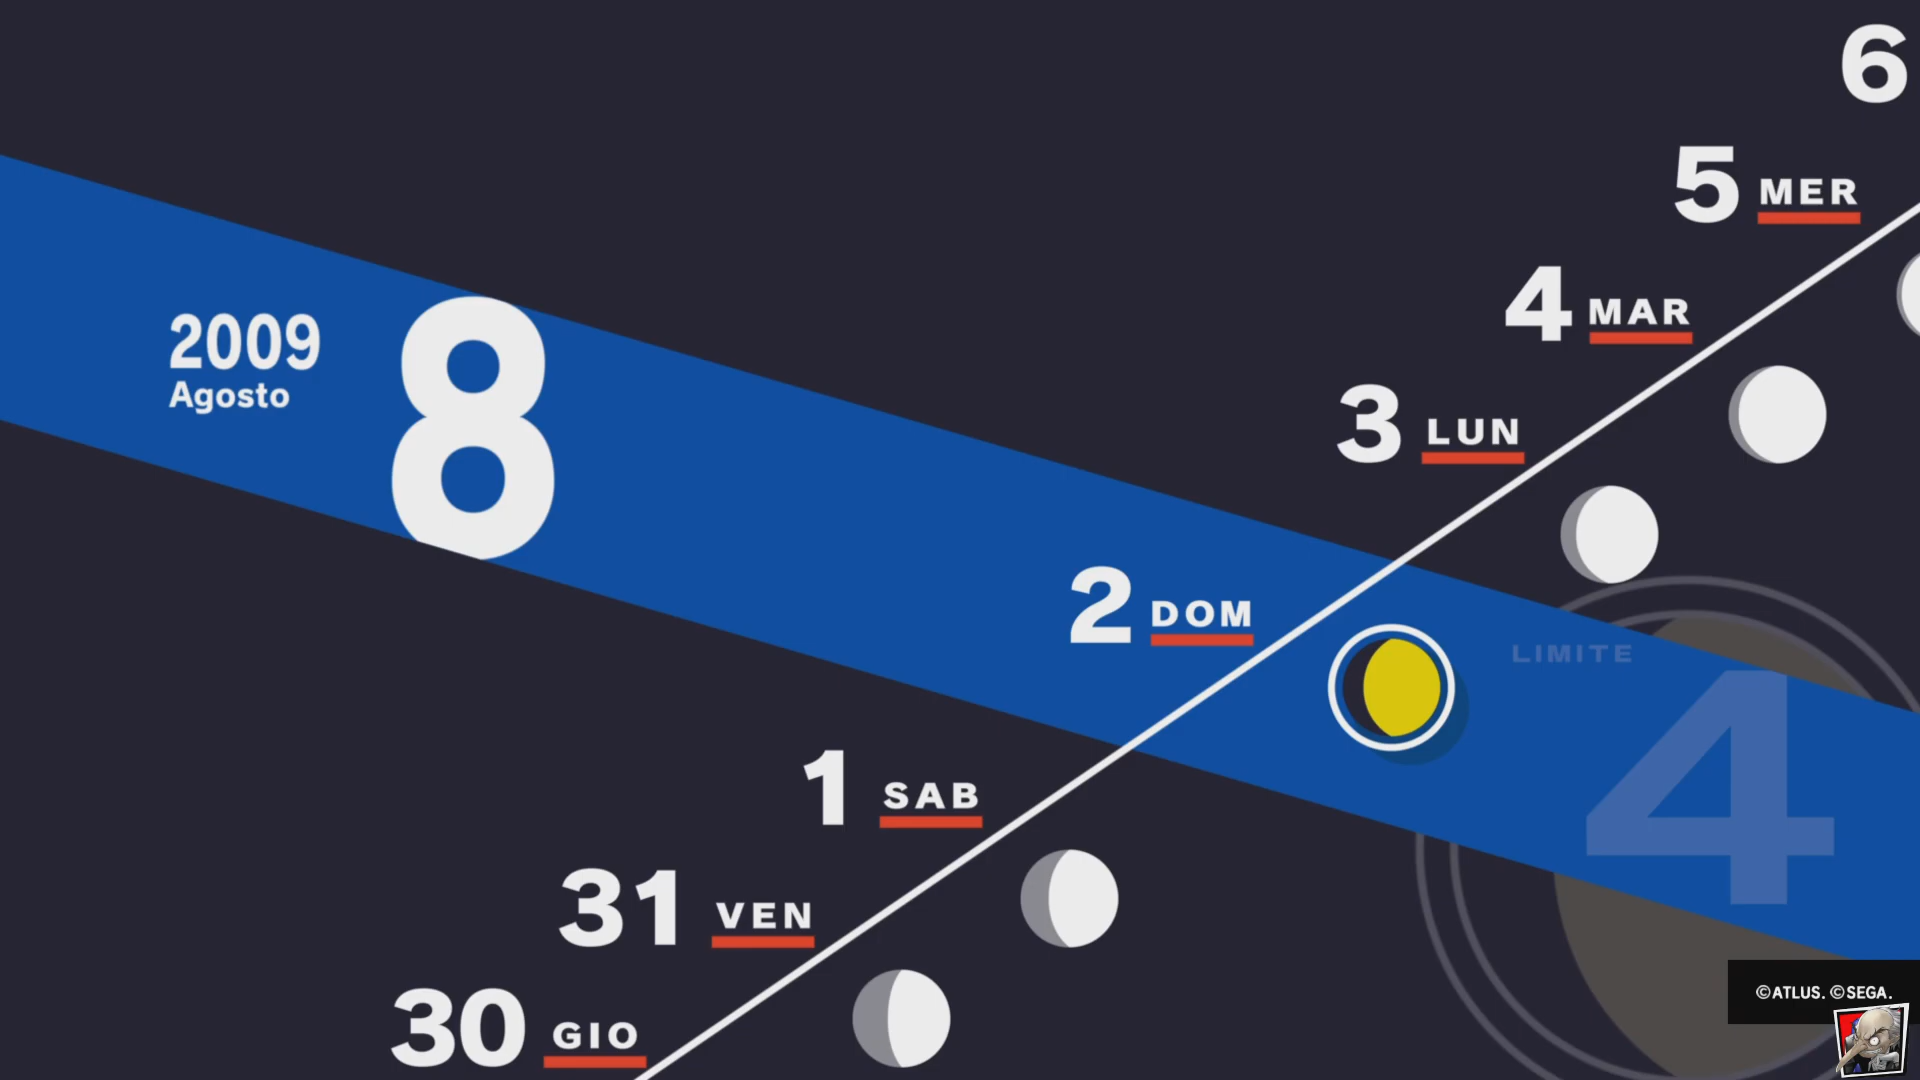 6
5 MER
4 MAR
2009
Agosto
8
3 LUN
2 DOM
LIMITE
4
1 SAB
31 VEN
30 GIO
©ATLUS. ©SEGA.